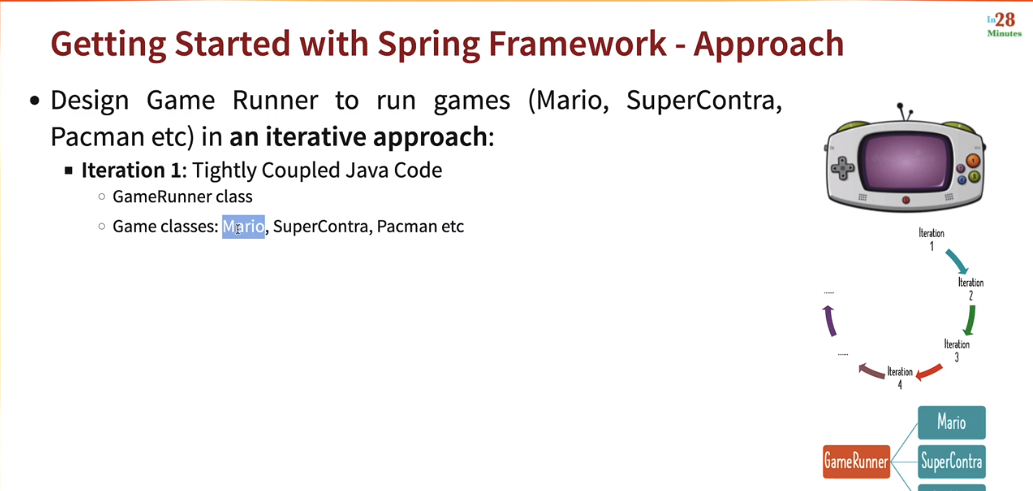 In28
Minutes
Getting Started with Spring Framework - Approach
• Design Game Runner to run games (Mario, SuperContra,
Pacman etc) in an iterative approach:
▪ Iteration 1: Tightly Coupled Java Code
○ GameRunner class
○ Game classes: Mario, SuperContra, Pacman etc
Iteration
1
Iteration
2
Iteration
3
Iteration
4
.....
.....
Mario
GameRunner
SuperContra